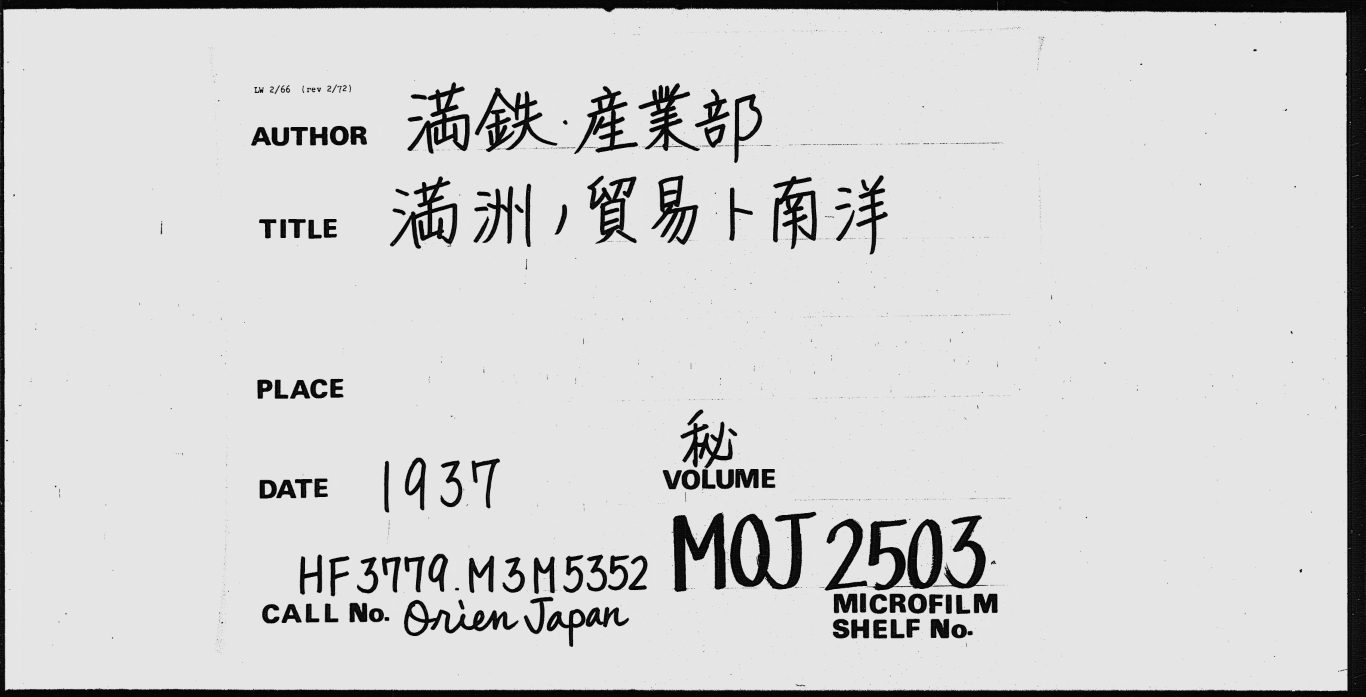 LW 2/66 (rev 2/72)
AUTHOR 満鉄・産業部
TITLE 満洲ノ貿易ト南洋
PLACE
秘
DATE 1937 VOLUME
HF3779.M3M5352 MOJ 2503
CALL No. Orien Japan MICROFILM
SHELF No.